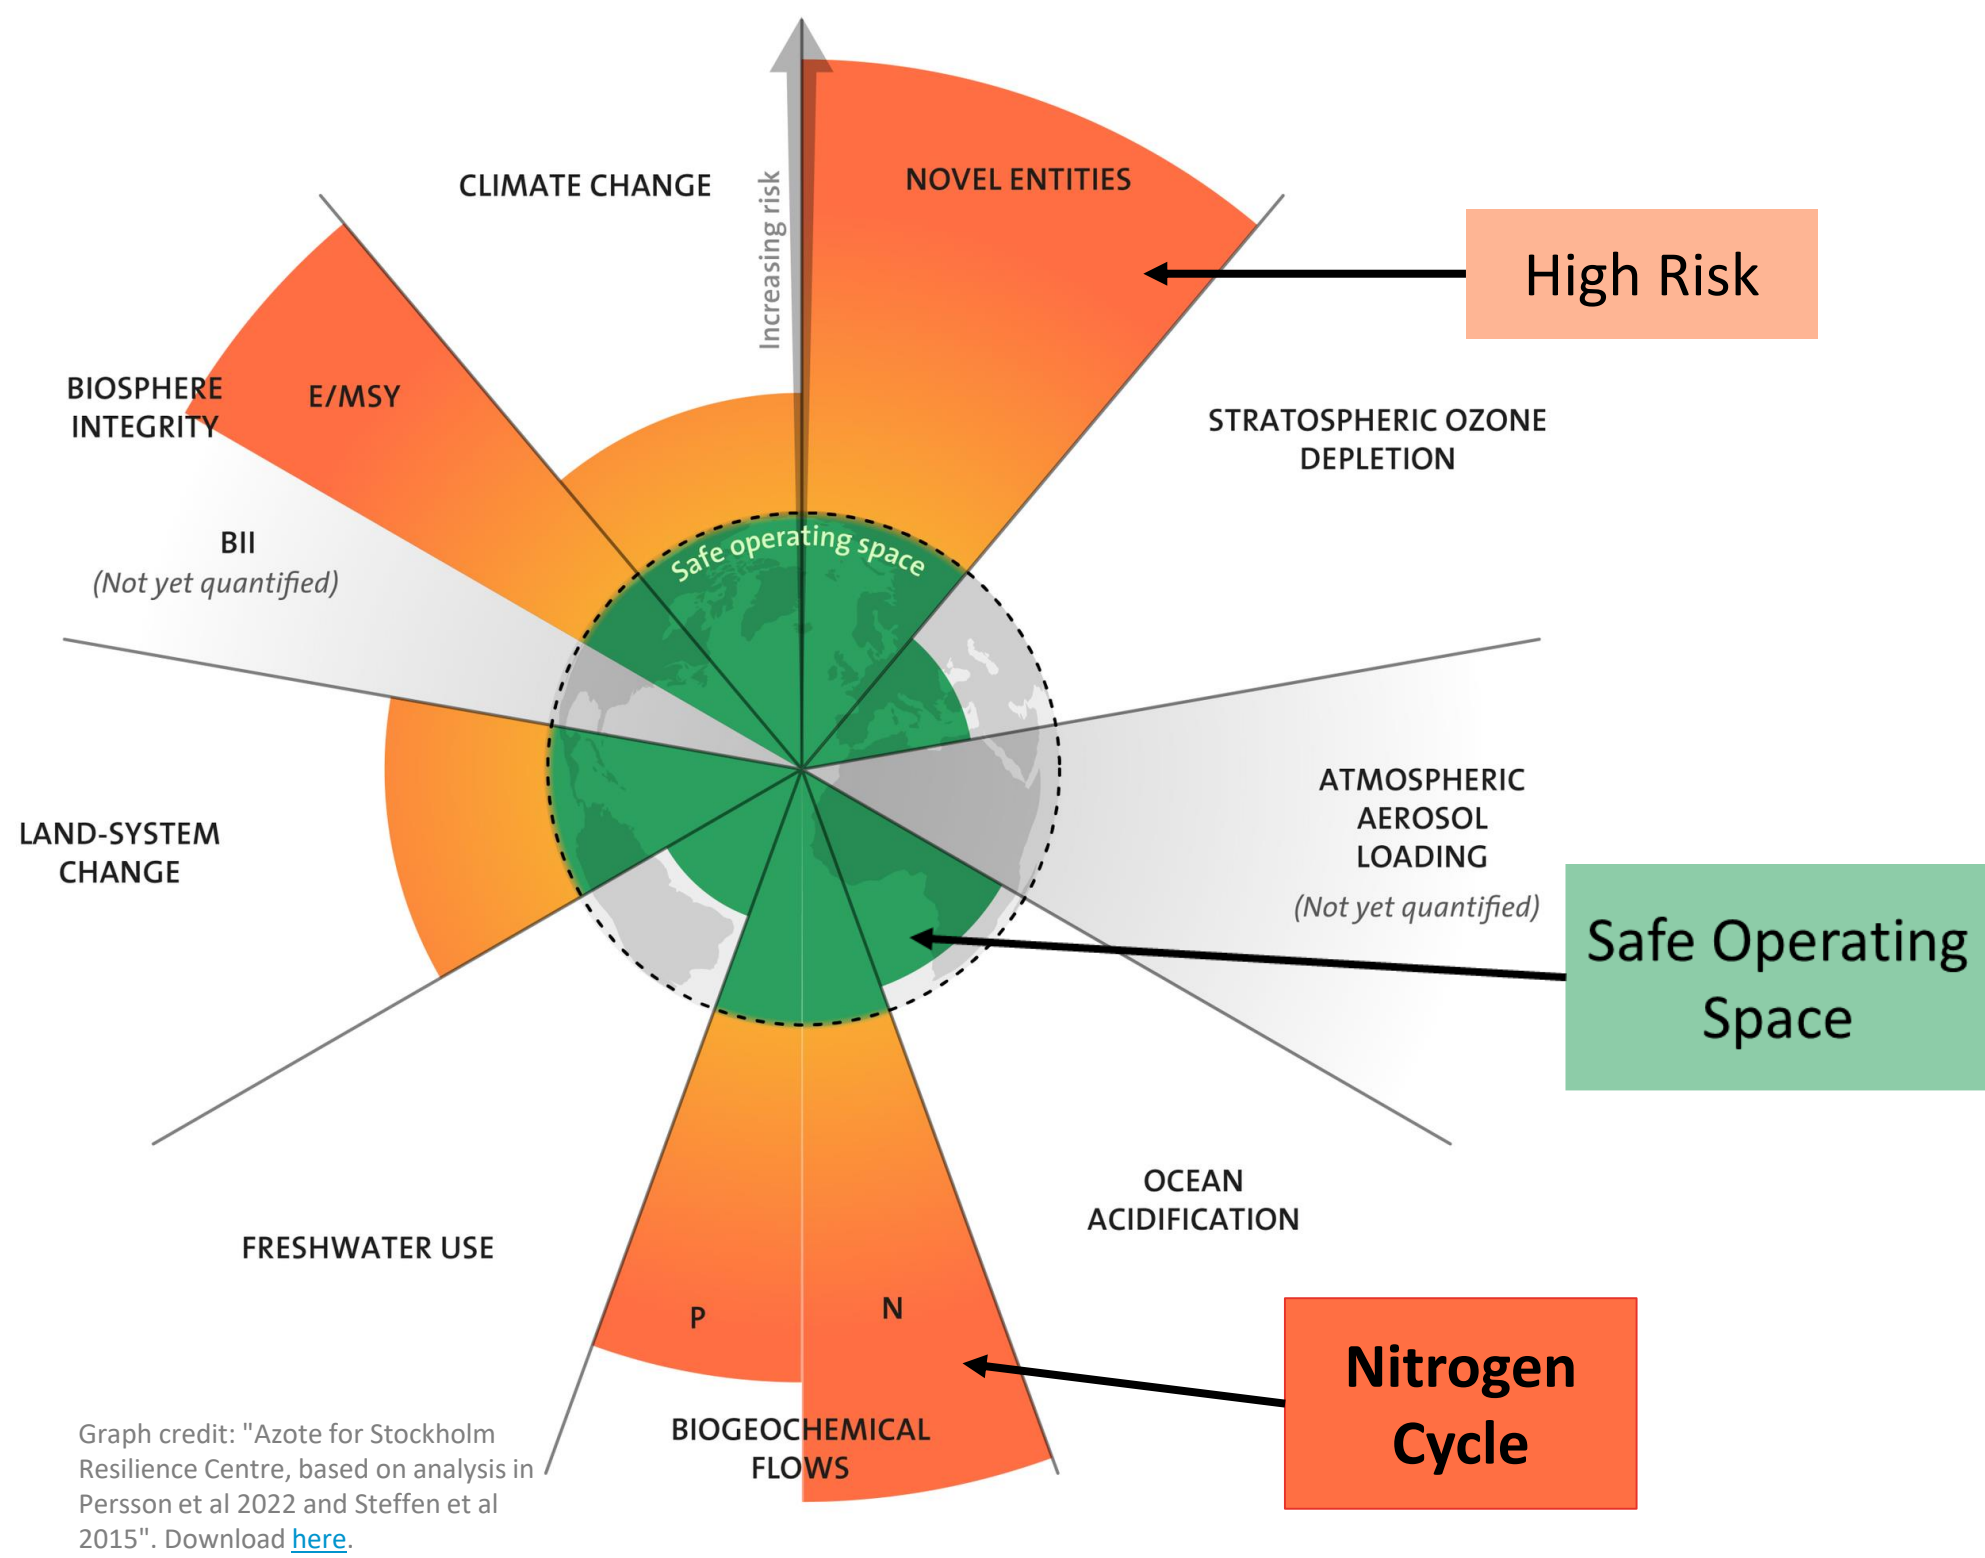 CLIMATE CHANGE
Increasing risk
NOVEL ENTITIES
High Risk
BIOSPHERE
INTEGRITY
E/MSY
STRATOSPHERIC OZONE
DEPLETION
BII
(Not yet quantified)
Safe operating space
LAND-SYSTEM
CHANGE
ATMOSPHERIC
AEROSOL
LOADING
(Not yet quantified)
Safe Operating
Space
FRESHWATER USE
OCEAN
ACIDIFICATION
P
N
Nitrogen
Cycle
BIOGEOCHEMICAL
FLOWS
Graph credit: "Azote for Stockholm
Resilience Centre, based on analysis in
Persson et al 2022 and Steffen et al
2015". Download here.